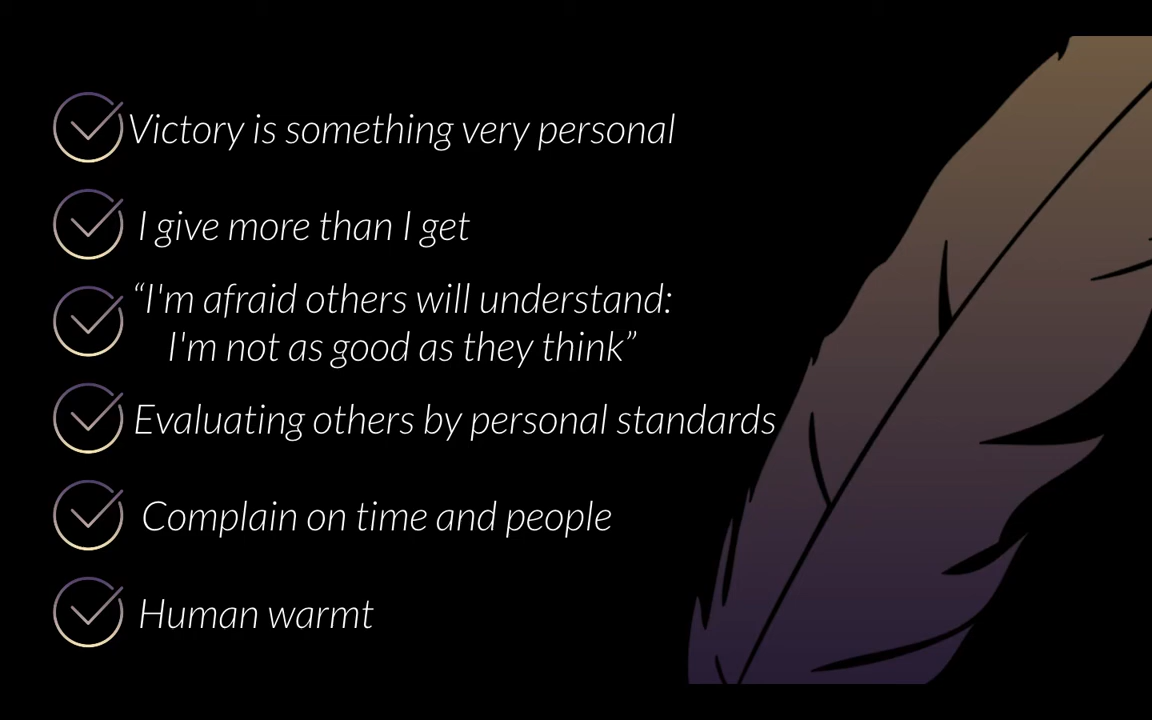 Victory is something very personal
I give more than I get
“I'm afraid others will understand:
I'm not as good as they think”
Evaluating others by personal standards
Complain on time and people
Human warmt